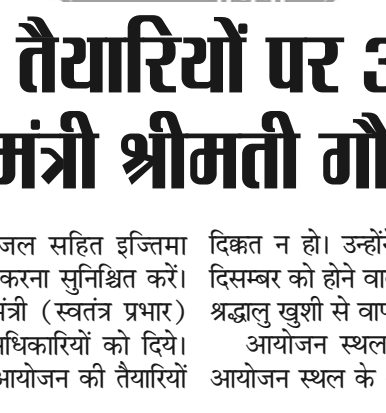 तैयारियों पर
मंत्री श्रीमती गौ
जल सहित इज्तिमा
करना सुनिश्चित करें।
मंत्री (स्वतंत्र प्रभार)
अधिकारियों को दिये।
आयोजन की तैयारियों
दिक्कत न हो। उन्होंने
दिसम्बर को होने वा
श्रद्धालु खुशी से वाप
आयोजन स्थल
आयोजन स्थल के